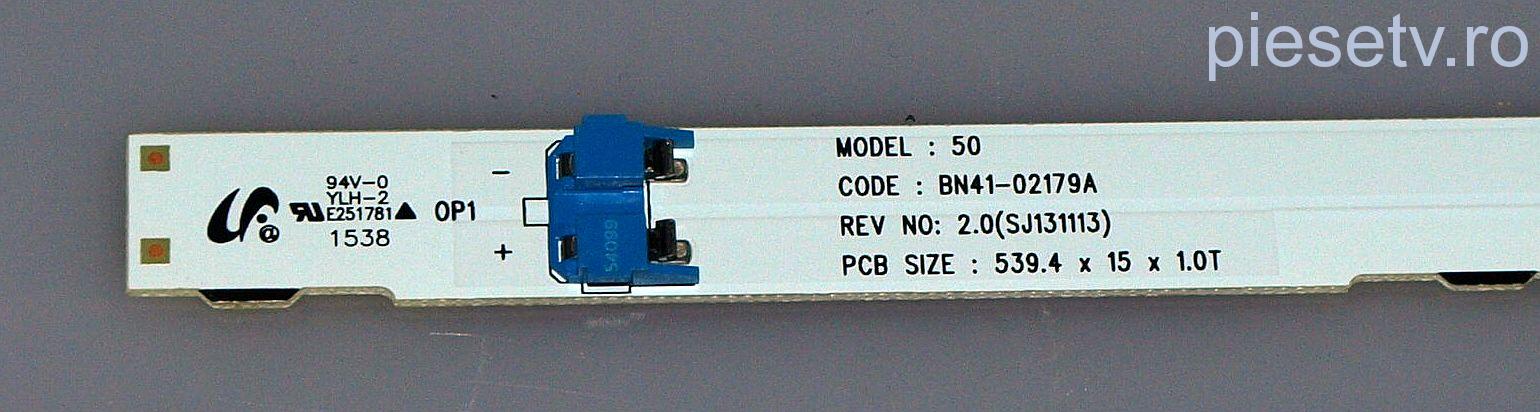 piesetv.ro
94V-0
YLH-2
E251781
1538
OP1
-
+
54099
MODEL : 50
CODE : BN41-02179A
REV NO: 2.0(SJ131113)
PCB SIZE : 539.4 x 15 x 1.0T